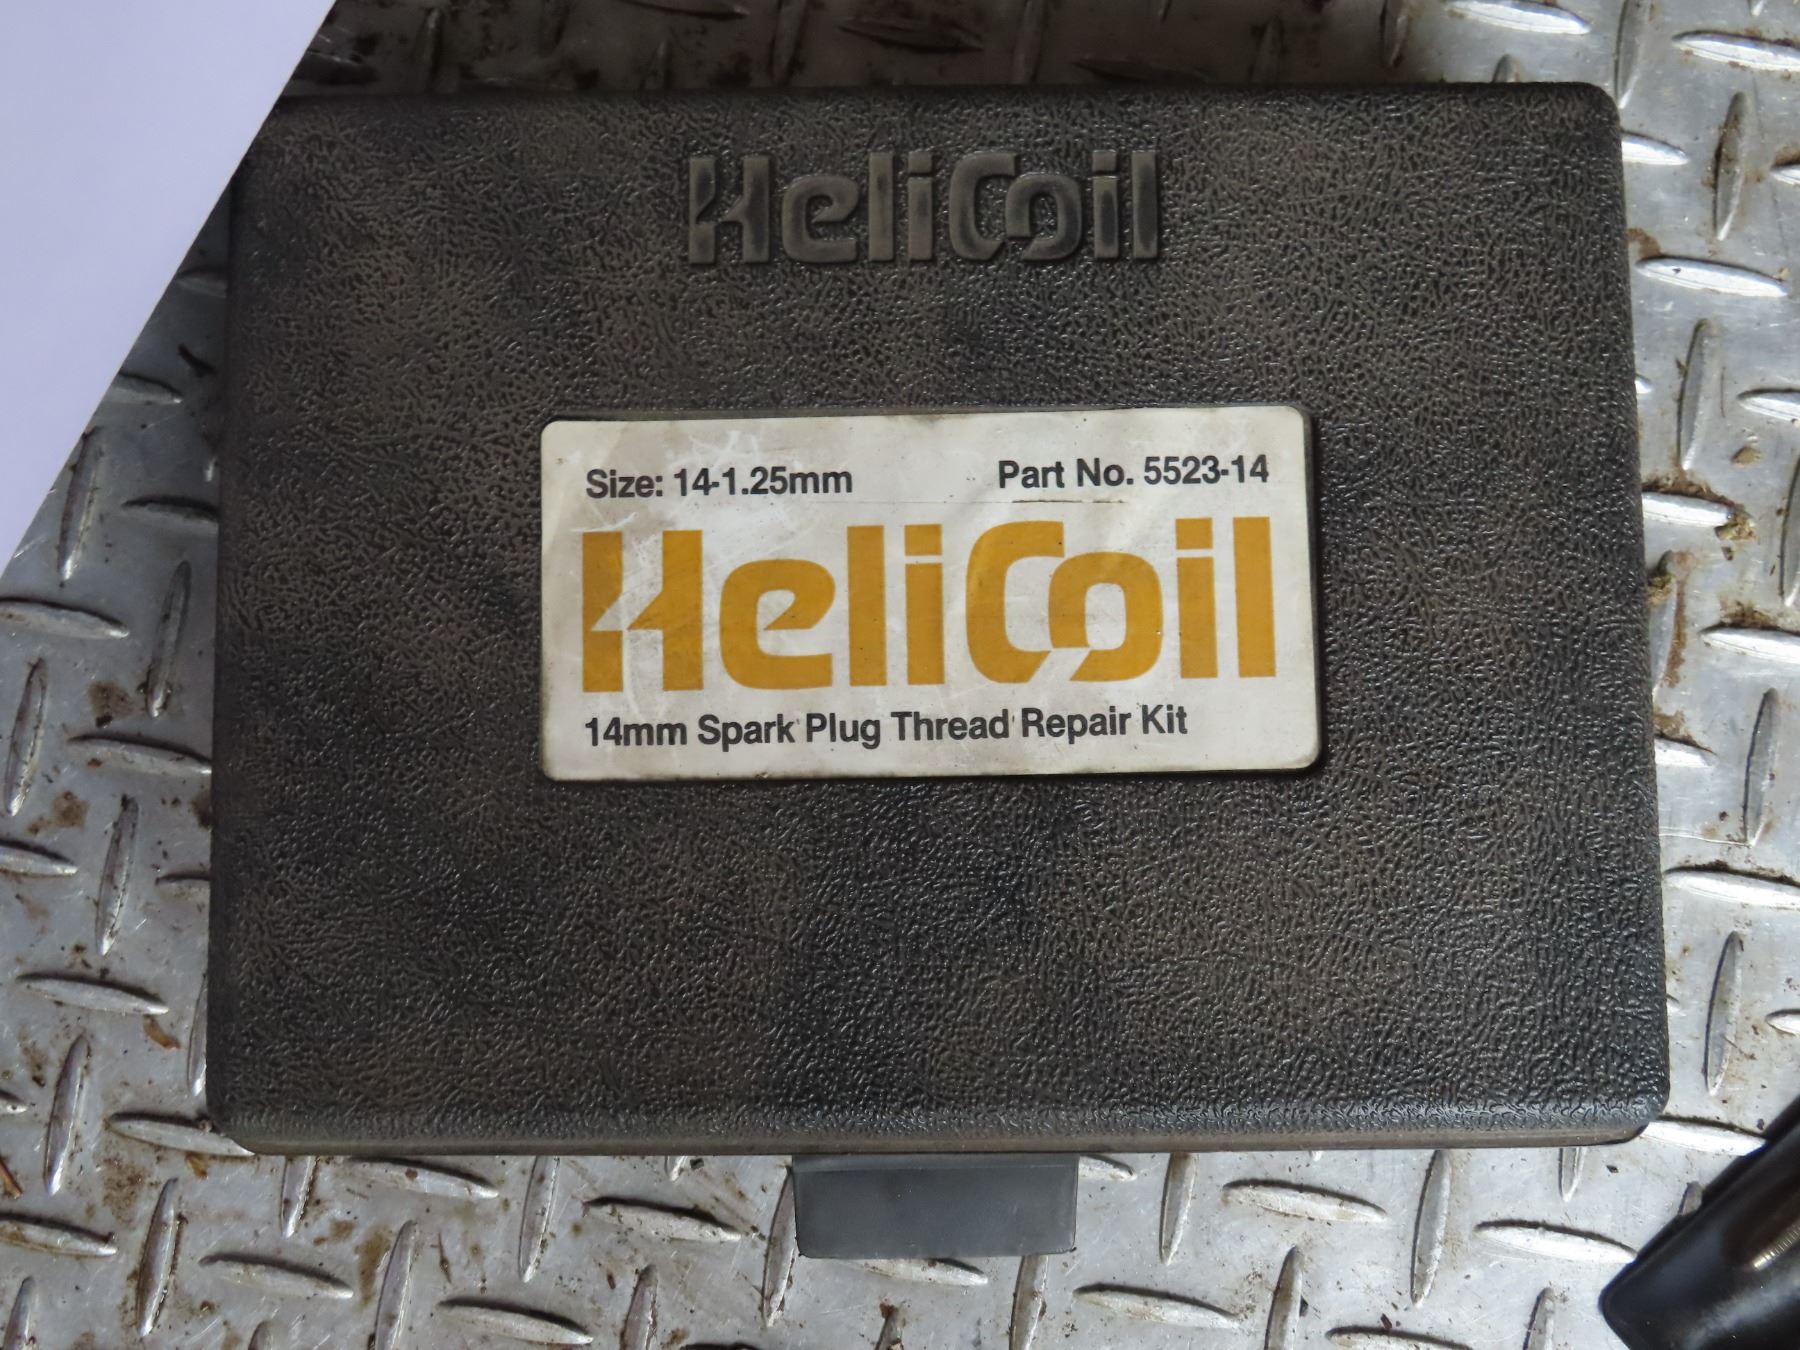 HeliCoil
Size: 14-1.25mm Part No. 5523-14
HeliCoil
14mm Spark Plug Thread Repair Kit